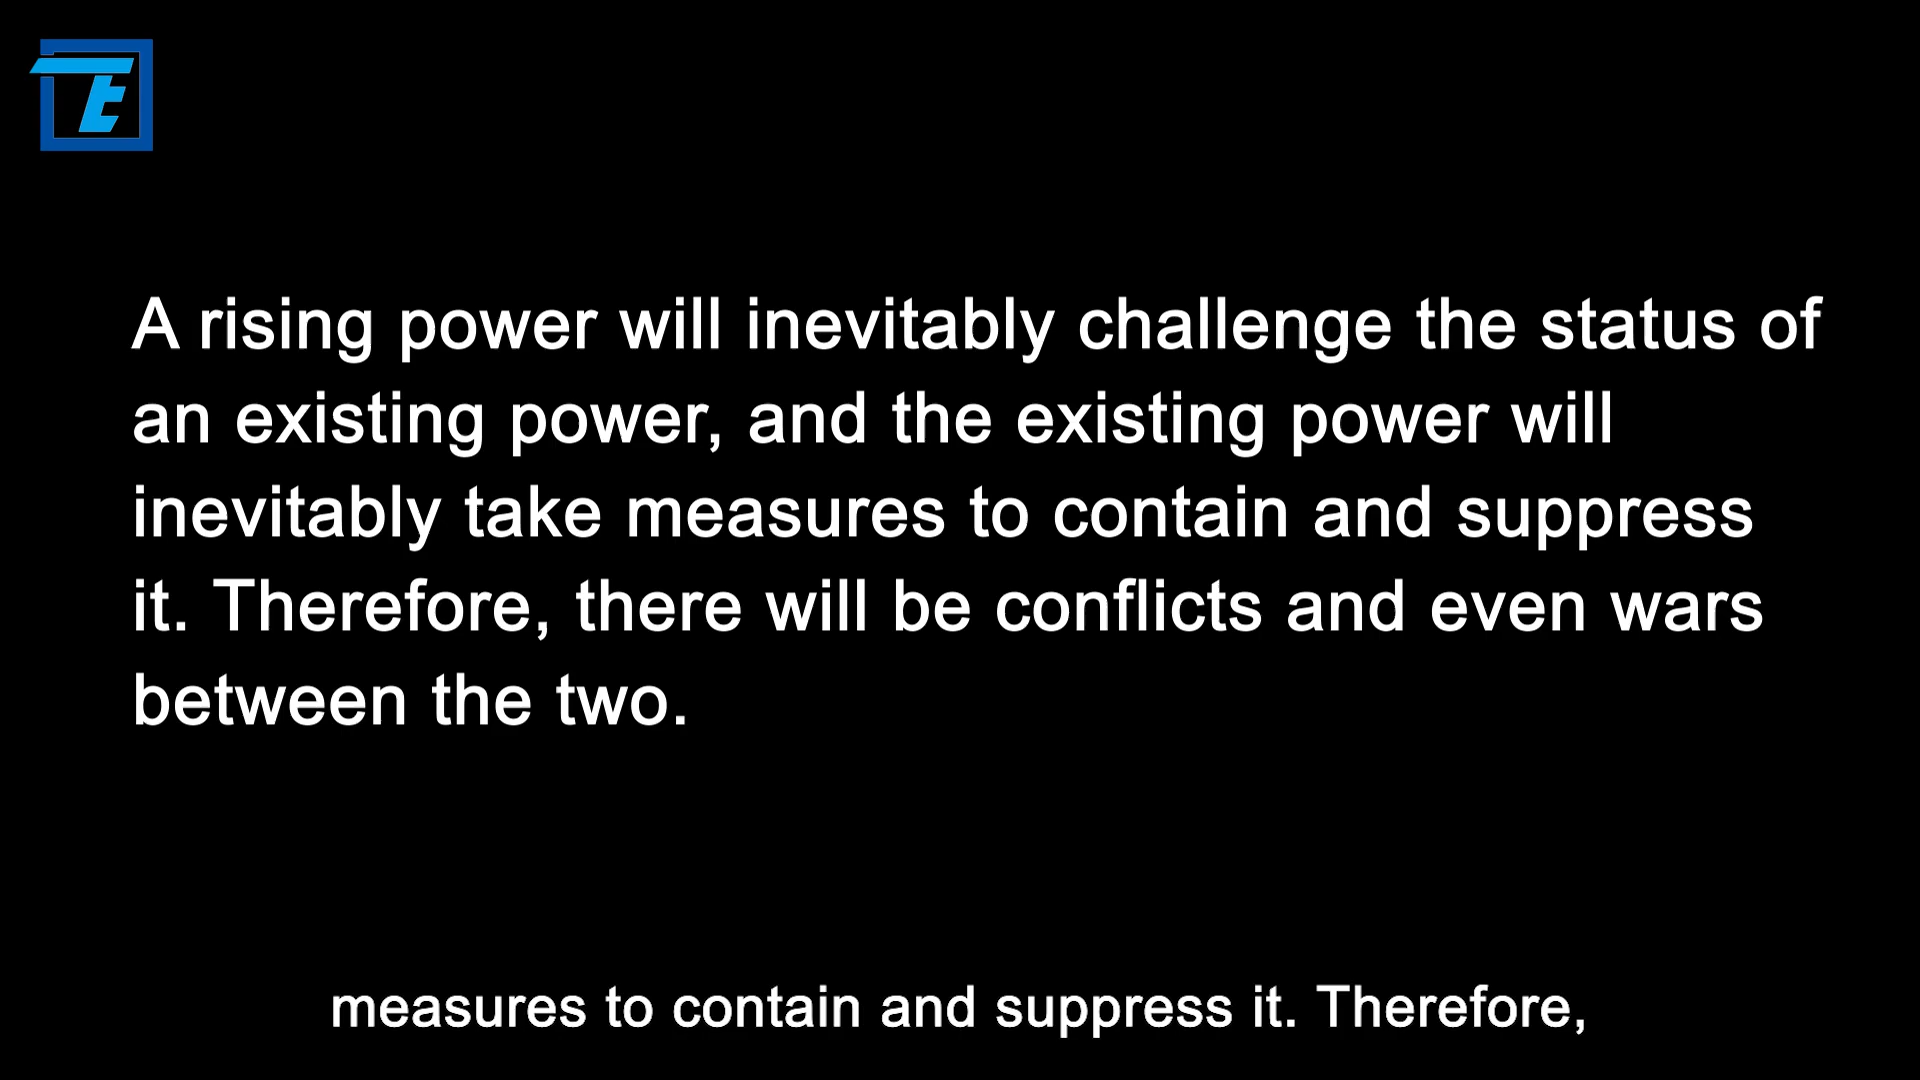 TE
A rising power will inevitably challenge the status of
an existing power, and the existing power will
inevitably take measures to contain and suppress
it. Therefore, there will be conflicts and even wars
between the two.
measures to contain and suppress it. Therefore,